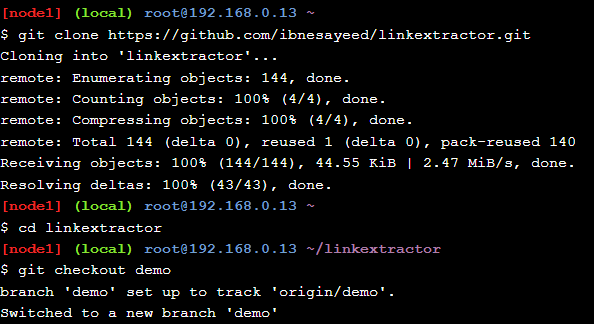 [node1] (local) root@192.168.0.13 ~
$ git clone https://github.com/ibnesayeed/linkextractor.git
Cloning into 'linkextractor'...
remote: Enumerating objects: 144, done.
remote: Counting objects: 100% (4/4), done.
remote: Compressing objects: 100% (4/4), done.
remote: Total 144 (delta 0), reused 1 (delta 0), pack-reused 140
Receiving objects: 100% (144/144), 44.55 KiB | 2.47 MiB/s, done.
Resolving deltas: 100% (43/43), done.
[node1] (local) root@192.168.0.13 ~
$ cd linkextractor
[node1] (local) root@192.168.0.13 ~/linkextractor
$ git checkout demo
branch 'demo' set up to track 'origin/demo'.
Switched to a new branch 'demo'